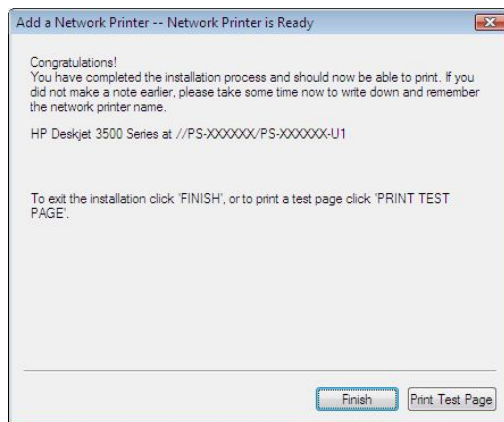 Add a Network Printer -- Network Printer is Ready
Congratulations!
You have completed the installation process and should now be able to print. If you
did not make a note earlier, please take some time now to write down and remember
the network printer name.
HP Deskjet 3500 Series at //PS-XXXXXX/PS-XXXXXX-U1
To exit the installation click 'FINISH', or to print a test page click 'PRINT TEST
PAGE'.
Finish
Print Test Page